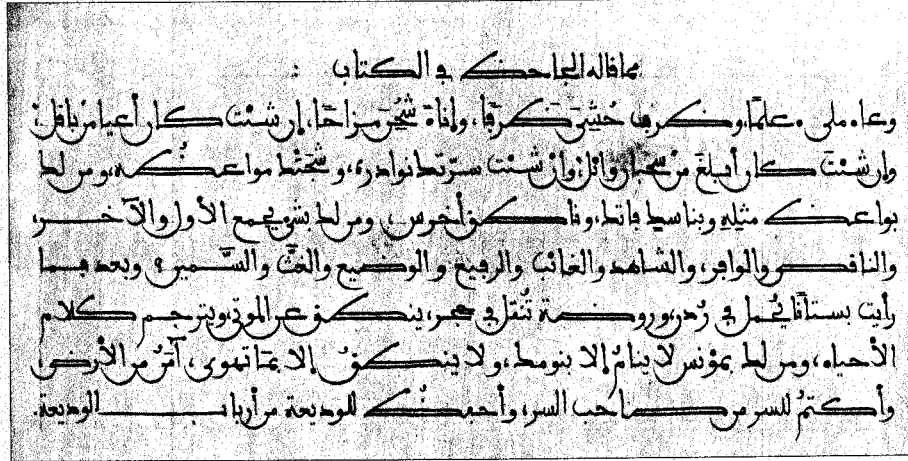 مما قاله الجاحظ في الكتاب :
وعاء ملئ علما، وظرف حشي ظرفا، وإناء شحن مزاحا، إن شئت كان أعيا من باقل،
وإن شئت كان أبلغ من سحبان وائل، وإن شئت سرتك نوادره، وشجتك مواعظه، ومن لك
بواعظ مثله وبناسك فاتك، وناطق أخرس، ومن لك بشيء يجمع الأول والآخر،
والناقص والوافر، والشاهد والغائب والرفيع والوضيع والغث والسمين ؟ وبعد فما
رأيت بستانا يحمل في ردن، وروضة تنقل في حجر، ينطق عن الموتى ويترجم كلام
الأحياء، ومن لك بمؤنس لا ينام إلا بنومك، ولا ينطق إلا بما تهوى، آمن من الأرض،
وأكتم للسر من صاحب السر، وأحفظ للوديعة من أرباب الوديعة.